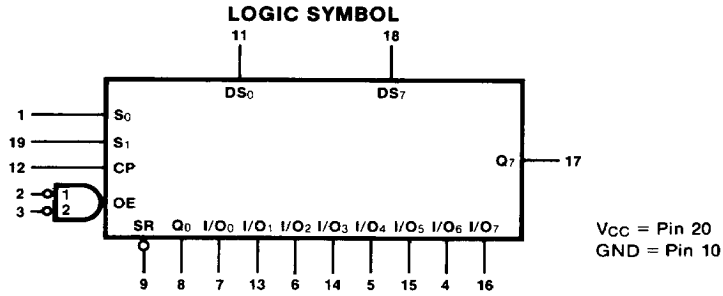 LOGIC SYMBOL
11 18
DS₀ DS₇
1 S₀
19 S₁
12 CP
Q₇ 17
2 1 OE
3 2
SR Q₀ I/O₀ I/O₁ I/O₂ I/O₃ I/O₄ I/O₅ I/O₆ I/O₇
9 8 7 13 6 14 5 15 4 16
VCC = Pin 20
GND = Pin 10